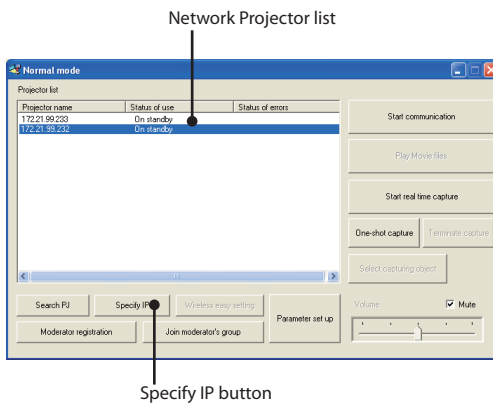 Network Projector list
Normal mode
Projector list
Projector name Status of use Status of errors
172.21.99.233 On standby
172.21.99.232 On standby
Start communication
Play Movie files
Start real time capture
One-shot capture Terminate capture
Select capturing object
Search PJ Specify IP Wireless easy setting Parameter set up Volume Mute
Moderator registration Join moderator's group
Specify IP button